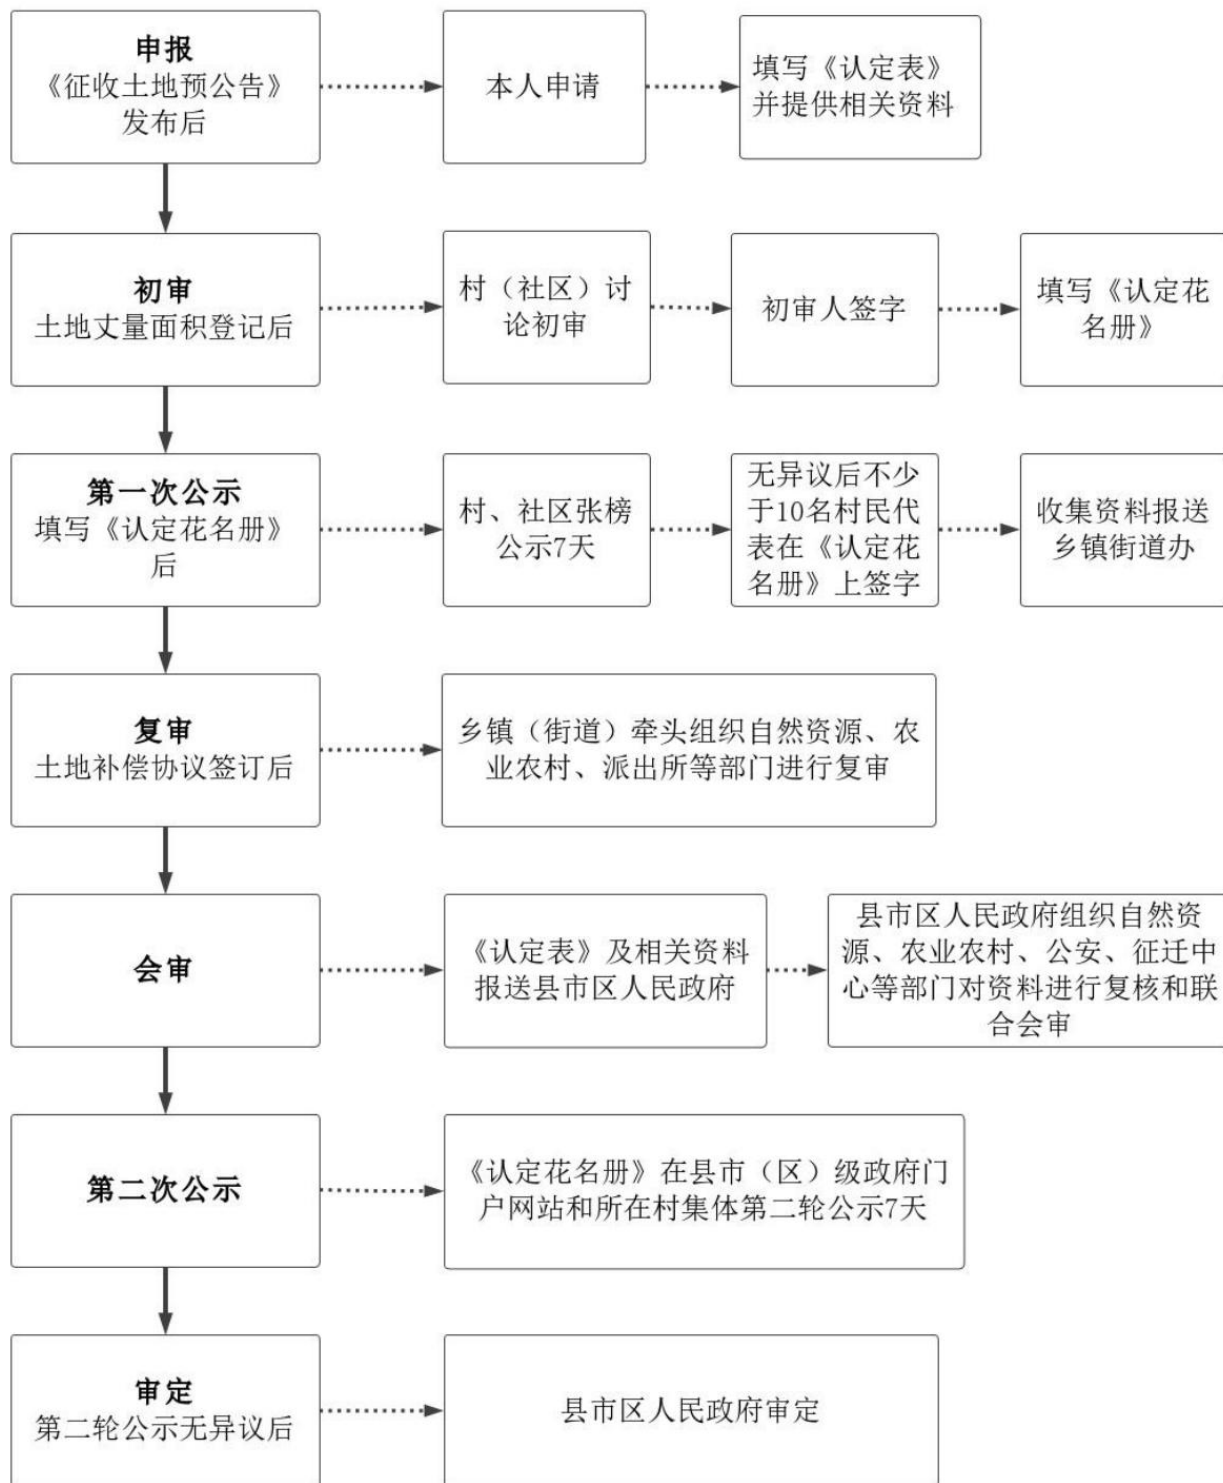 申报
《征收土地预公告》
发布后
本人申请
填写《认定表》
并提供相关资料
初审
土地丈量面积登记后
村（社区）讨
论初审
初审人签字
填写《认定花
名册》
第一次公示
填写《认定花名册》
后
村、社区张榜
公示7天
无异议后不少
于10名村民代
表在《认定花
名册》上签字
收集资料报送
乡镇街道办
复审
土地补偿协议签订后
乡镇（街道）牵头组织自然资源、农
业农村、派出所等部门进行复审
会审
《认定表》及相关资料
报送县市区人民政府
县市区人民政府组织自然资
源、农业农村、公安、征迁中
心等部门对资料进行复核和联
合会审
第二次公示
《认定花名册》在县市（区）级政府门
户网站和所在村集体第二轮公示7天
审定
第二轮公示无异议后
县市区人民政府审定